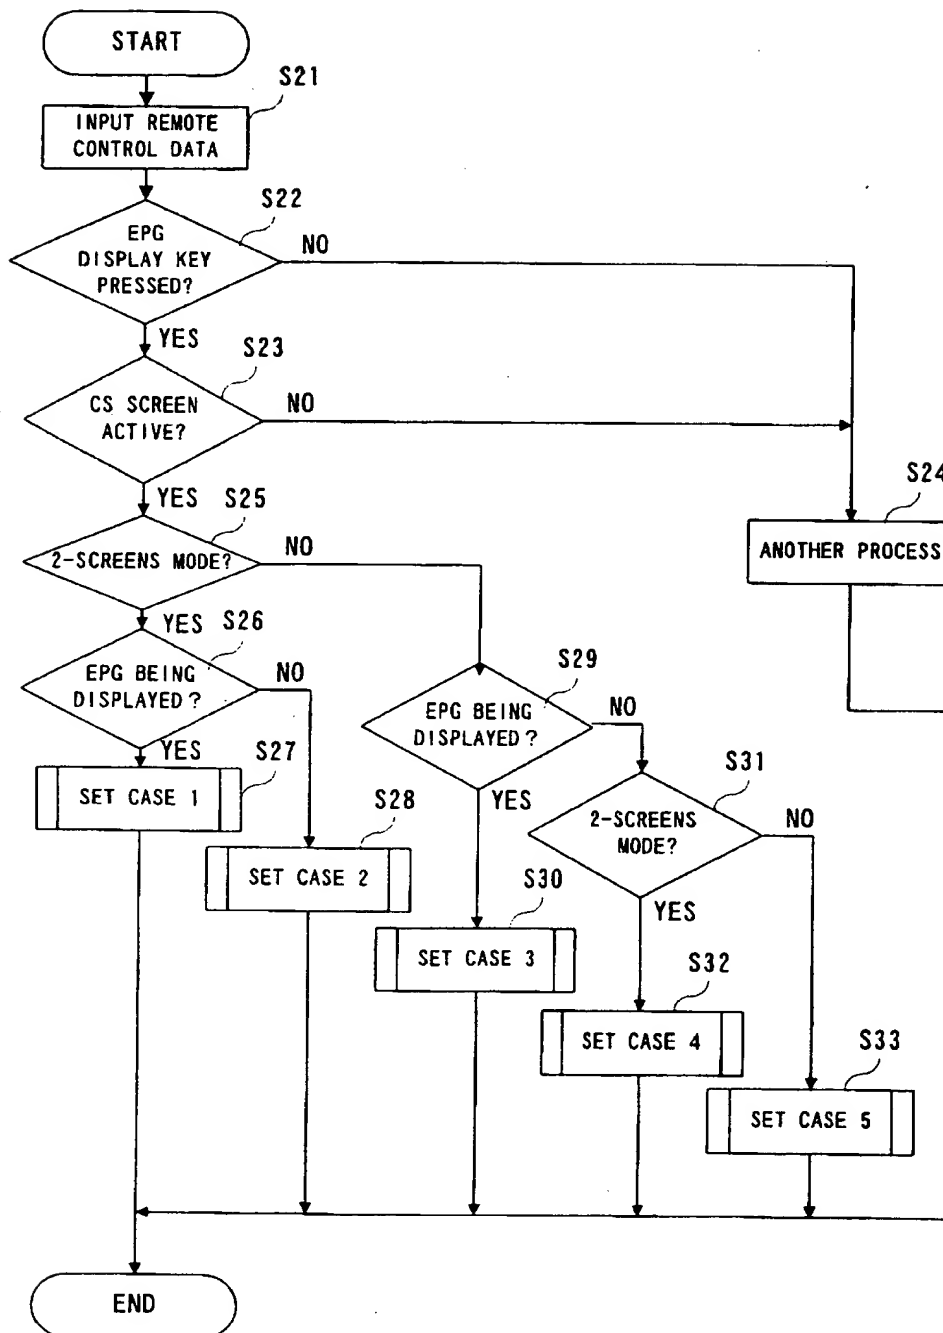 START
S21
INPUT REMOTE
CONTROL DATA
S22
EPG
DISPLAY KEY
PRESSED?
NO
YES
S23
CS SCREEN
ACTIVE?
NO
YES
S24
ANOTHER PROCESS
S25
2-SCREENS MODE?
NO
YES
S26
EPG BEING
DISPLAYED?
NO
YES
S27
SET CASE 1
S28
SET CASE 2
S29
EPG BEING
DISPLAYED?
NO
YES
S30
SET CASE 3
S31
2-SCREENS
MODE?
NO
YES
S32
SET CASE 4
S33
SET CASE 5
END